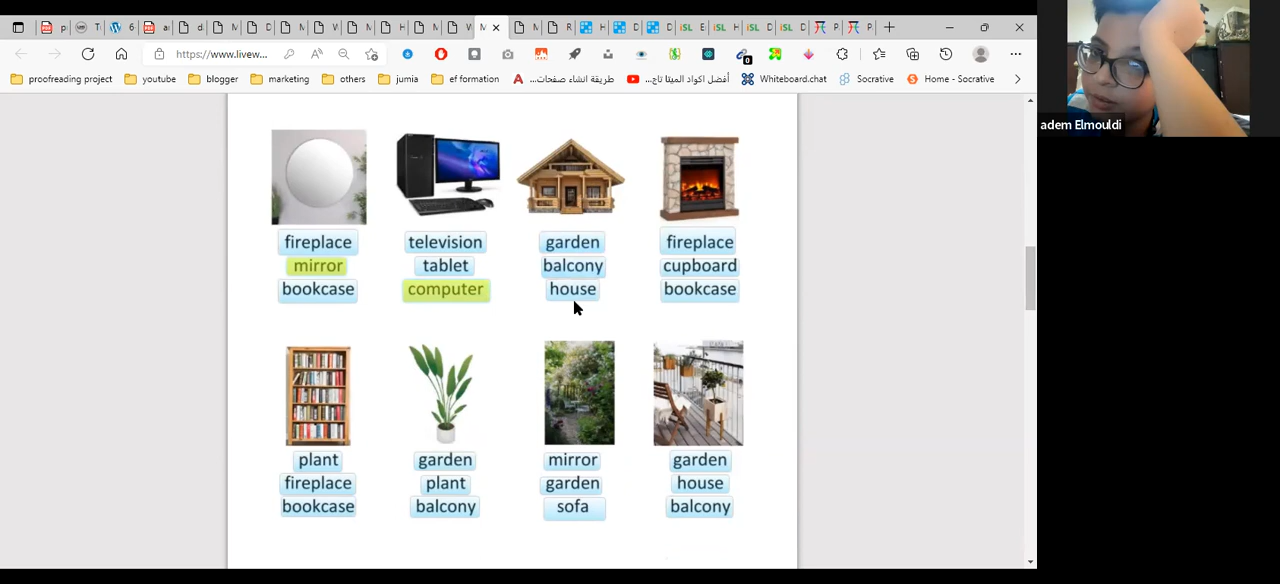 https://www.livew...
proofreading project
youtube
blogger
marketing
others
jumia
ef formation
طريقة انشاء صفحات...
أفضل اكواد الميتا تاج...
Whiteboard.chat
Socrative
Home - Socrative
adem Elmouldi
fireplace television garden fireplace
mirror tablet balcony cupboard
bookcase computer house bookcase
plant garden mirror garden
fireplace plant garden house
bookcase balcony sofa balcony